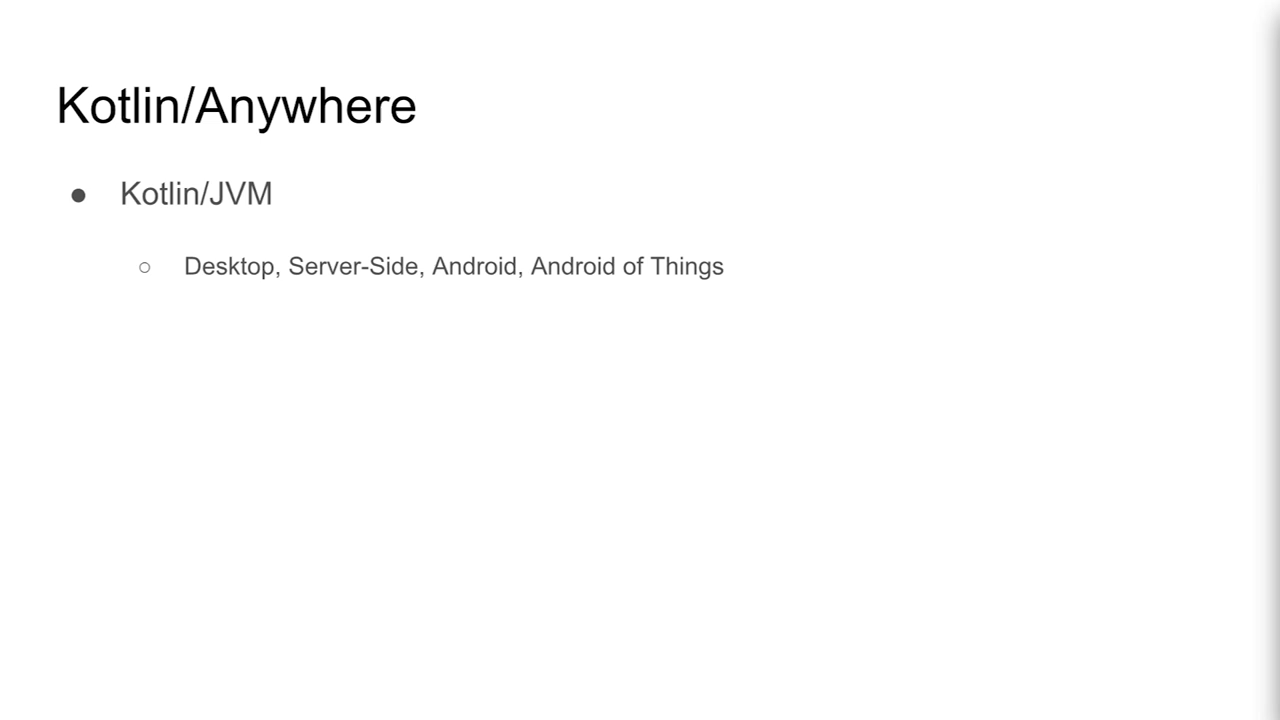 Kotlin/Anywhere
● Kotlin/JVM
○ Desktop, Server-Side, Android, Android of Things